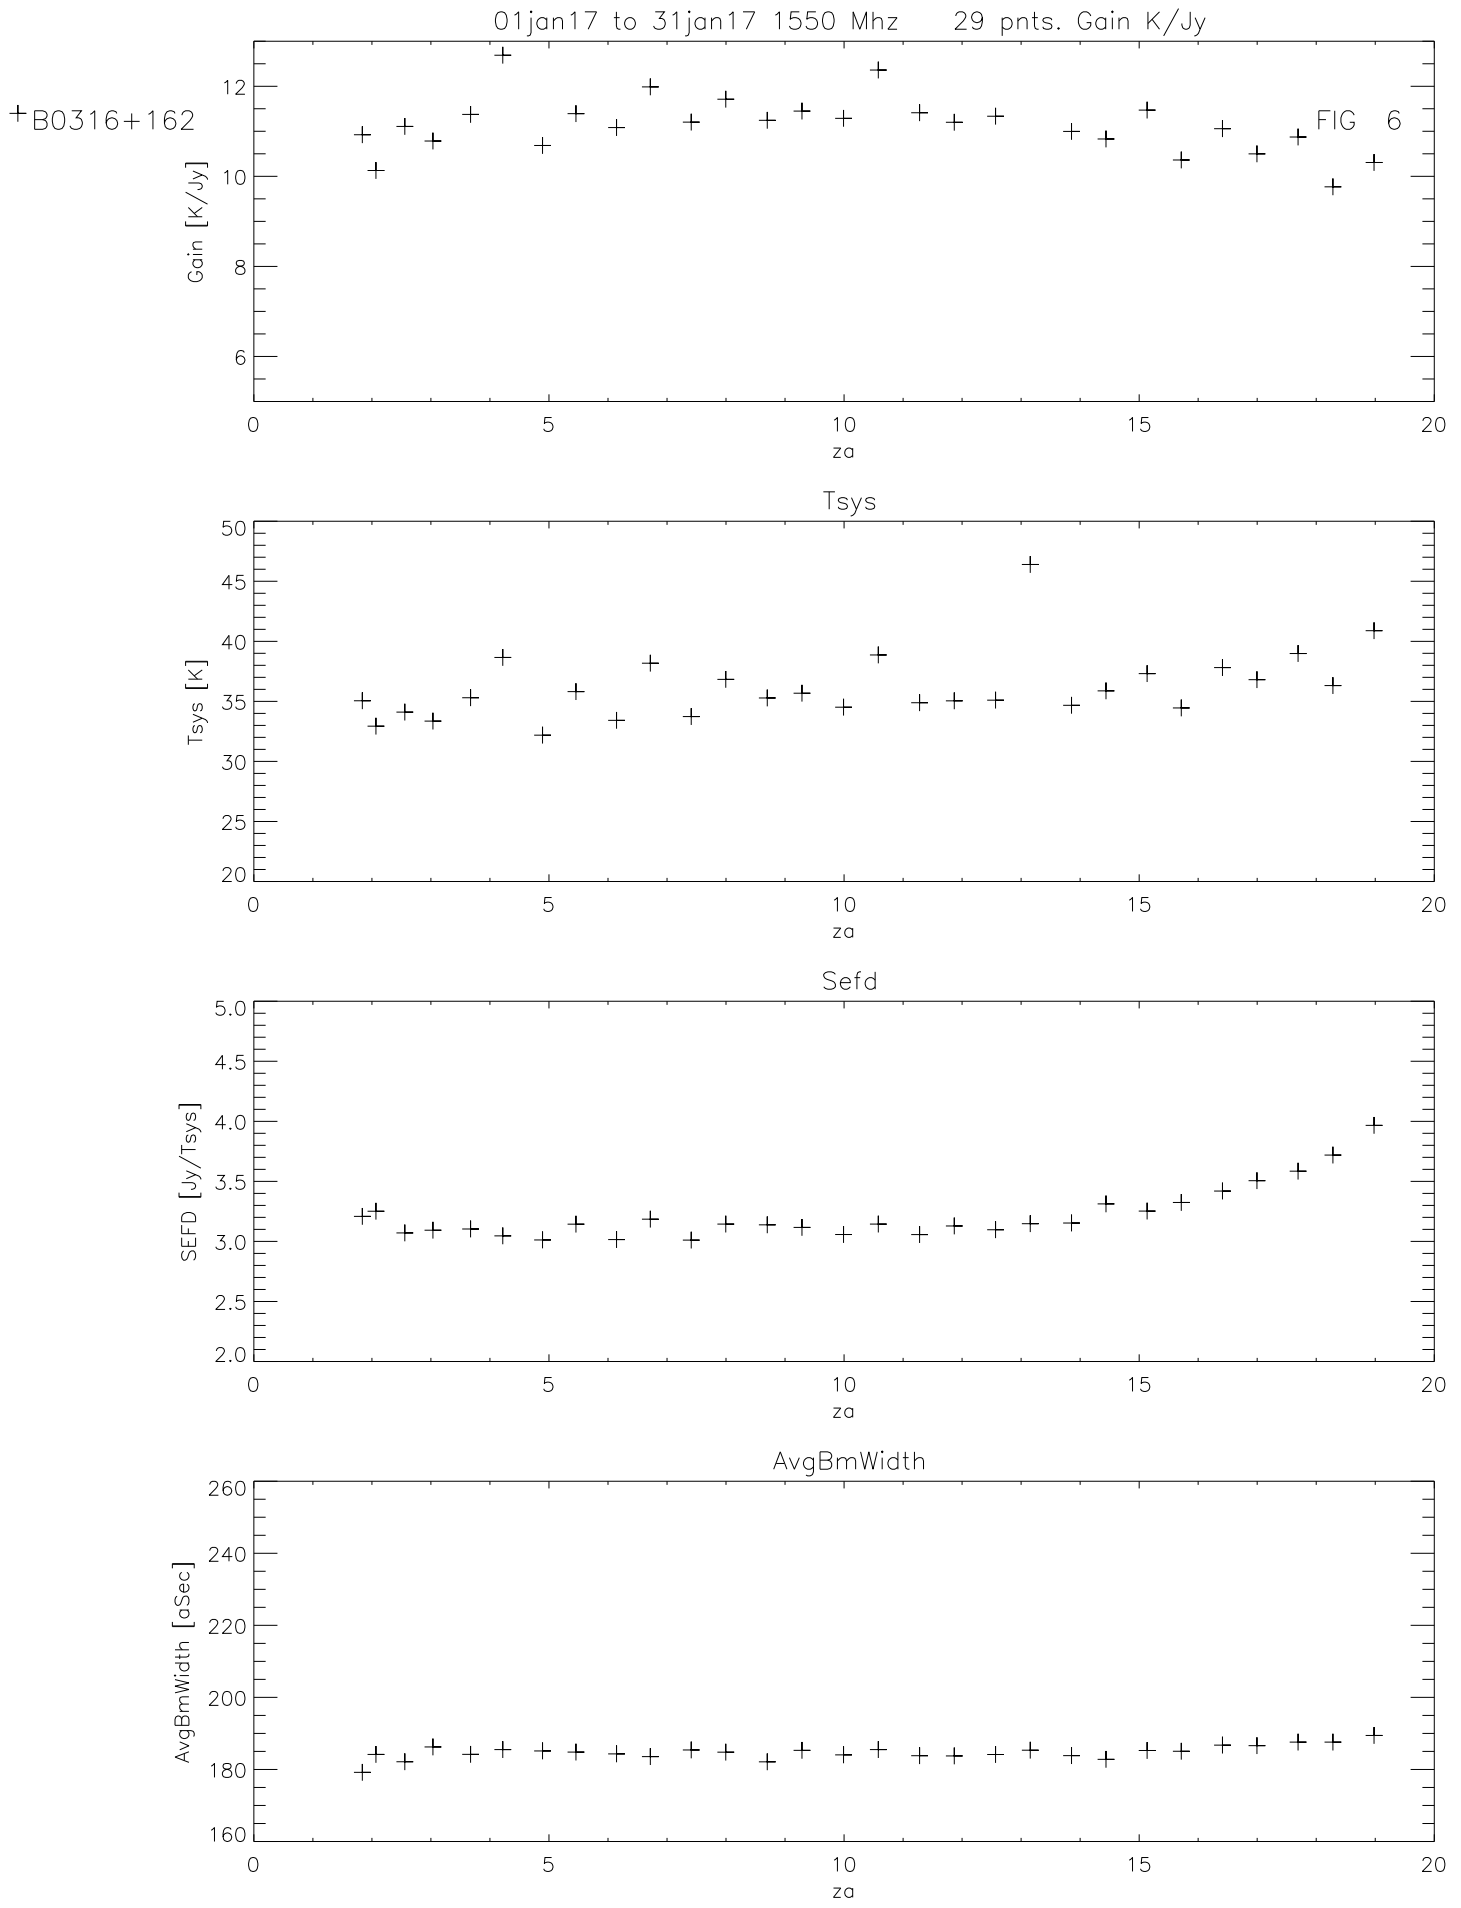 01jan17 to 31jan17 1550 Mhz 29 pnts. Gain K/Jy
+ B0316+162
FIG 6
Gain [K/Jy]
12
10
8
6
0 5 10 15 20
za
Tsys
Tsys [K]
50
45
40
35
30
25
20
0 5 10 15 20
za
Sefd
SEFD [Jy/Tsys]
5.0
4.5
4.0
3.5
3.0
2.5
2.0
0 5 10 15 20
za
AvgBmWidth
AvgBmWidth [aSec]
260
240
220
200
180
160
0 5 10 15 20
za